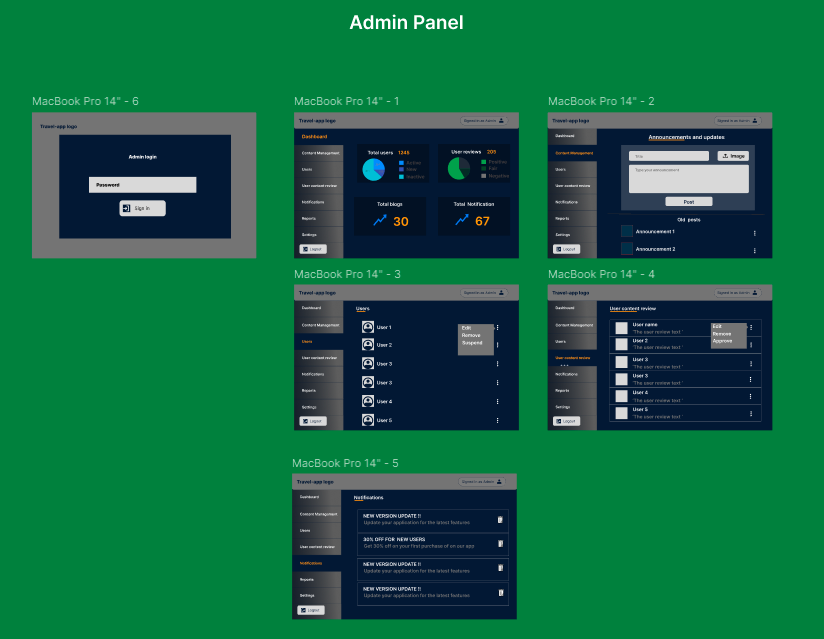 Admin Panel
MacBook Pro 14" - 6
Travel-app logo
Admin login
Password
Sign in
MacBook Pro 14" - 1
Travel-app logo
Signed in as Admin
Dashboard
Content Management
Users
User content review
Notifications
Reports
Settings
Logout
Total users 1245
Active
New
Inactive
User reviews 205
Positive
Fair
Negative
Total blogs
30
Total Notification
67
MacBook Pro 14" - 2
Travel-app logo
Signed in as Admin
Dashboard
Content Management
Users
User content review
Notifications
Reports
Settings
Logout
Announcements and updates
Title
Image
Type your announcement
Post
Old posts
Announcement 1
Announcement 2
MacBook Pro 14" - 3
Travel-app logo
Signed in as Admin
Dashboard
Content Management
Users
User content review
Notifications
Reports
Settings
Logout
Users
User 1
User 2
User 3
User 3
User 4
User 5
Edit
Remove
Suspend
MacBook Pro 14" - 4
Travel-app logo
Signed in as Admin
Dashboard
Content Management
Users
User content review
Notifications
Reports
Settings
Logout
User content review
User name
"The user review text "
User 2
"The user review text "
User 3
"The user review text "
User 3
"The user review text "
User 4
"The user review text "
User 5
"The user review text "
Edit
Remove
Approve
MacBook Pro 14" - 5
Travel-app logo
Signed in as Admin
Dashboard
Content Management
Users
User content review
Notifications
Reports
Settings
Logout
Notifications
NEW VERSION UPDATE !!
Update your application for the latest features
30% OFF FOR NEW USERS
Get 30% off on your first purchase of on our app
NEW VERSION UPDATE !!
Update your application for the latest features
NEW VERSION UPDATE !!
Update your application for the latest features